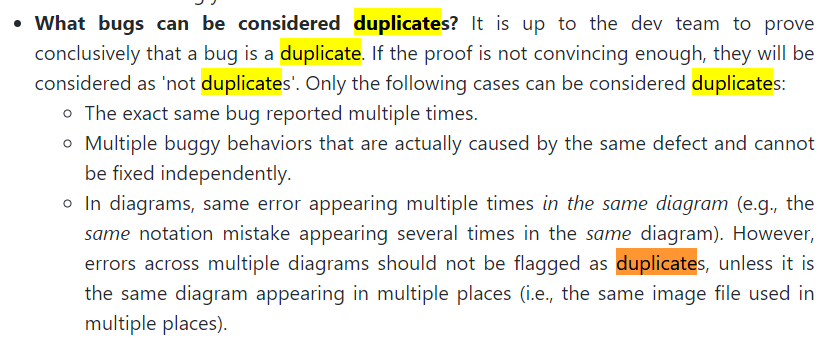 What bugs can be considered duplicates? It is up to the dev team to prove
conclusively that a bug is a duplicate. If the proof is not convincing enough, they will be
considered as 'not duplicates'. Only the following cases can be considered duplicates:
The exact same bug reported multiple times.
Multiple buggy behaviors that are actually caused by the same defect and cannot
be fixed independently.
In diagrams, same error appearing multiple times in the same diagram (e.g., the
same notation mistake appearing several times in the same diagram). However,
errors across multiple diagrams should not be flagged as duplicates, unless it is
the same diagram appearing in multiple places (i.e., the same image file used in
multiple places).